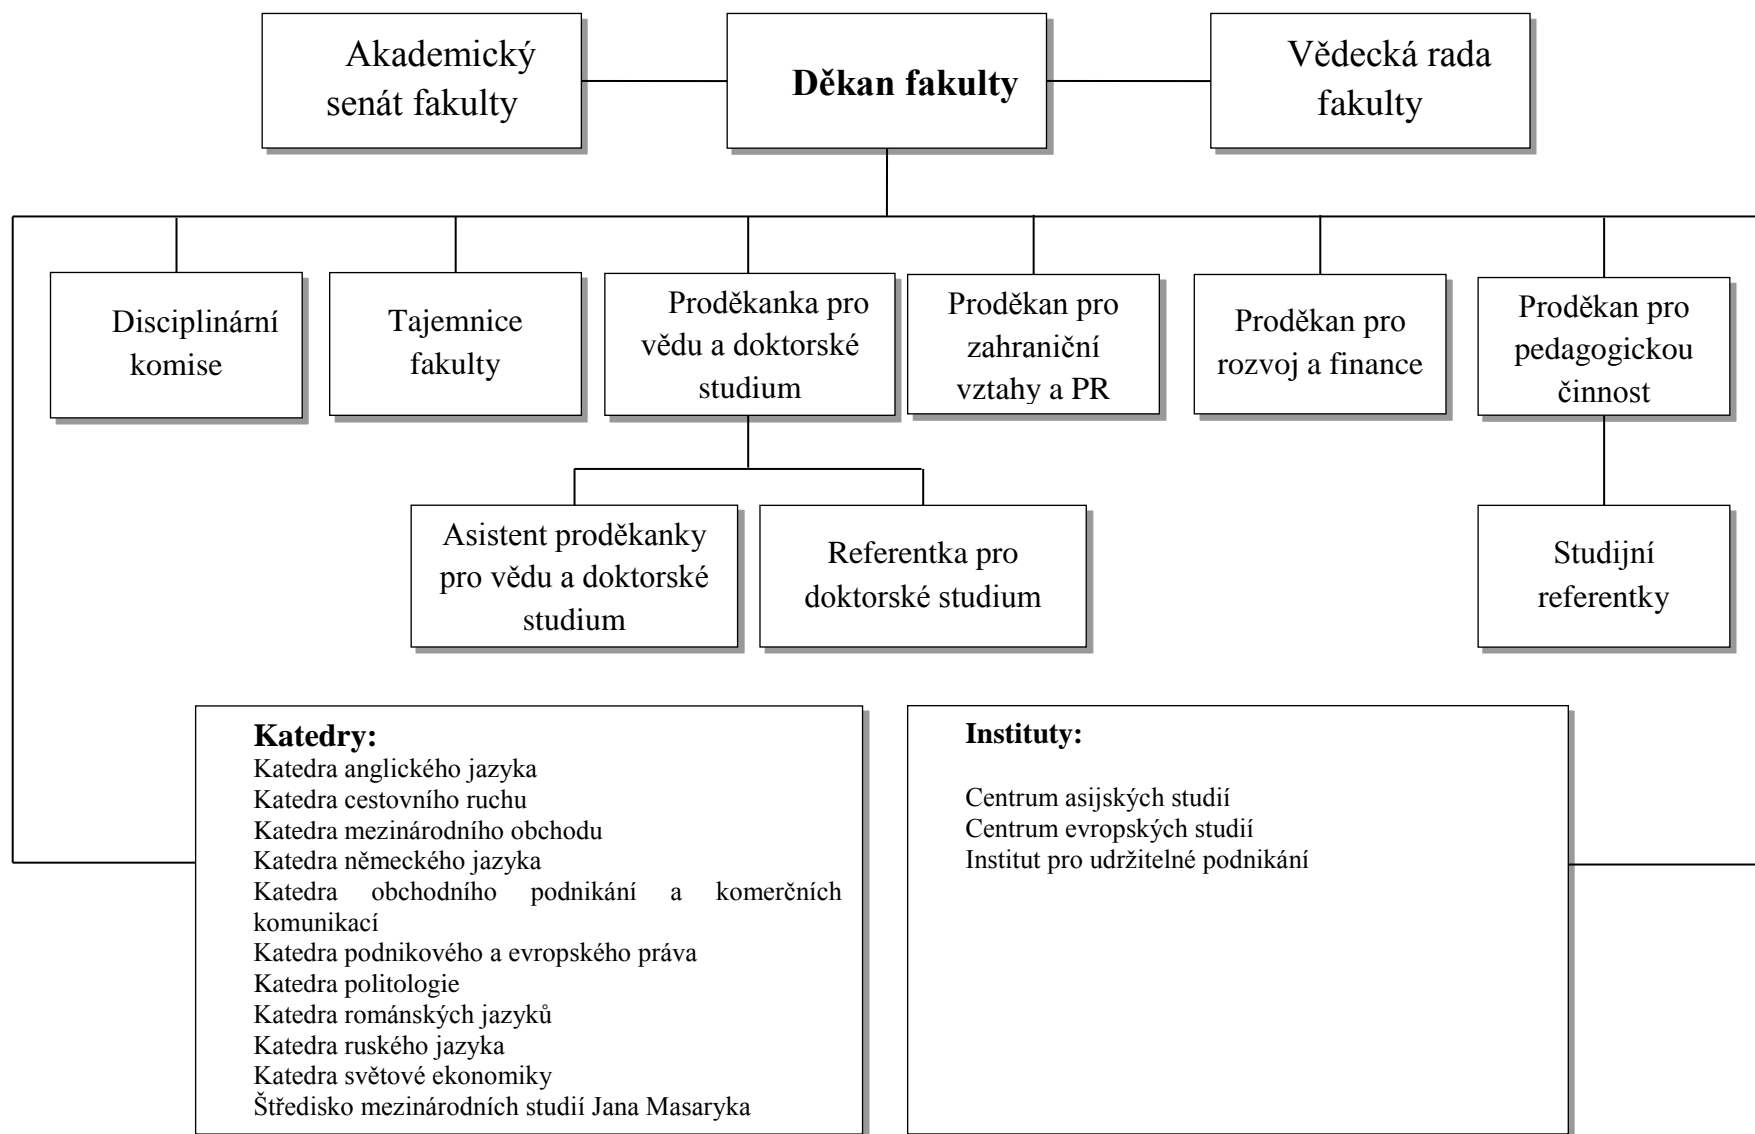 Akademický
senát fakulty
Děkan fakulty
Vědecká rada
fakulty
Disciplinární
komise
Tajemnice
fakulty
Proděkanka pro
vědu a doktorské
studium
Proděkan pro
zahraniční
vztahy a PR
Proděkan pro
rozvoj a finance
Proděkan pro
pedagogickou
činnost
Asistent proděkanky
pro vědu a doktorské
studium
Referentka pro
doktorské studium
Studijní
referentky
Katedry:
Katedra anglického jazyka
Katedra cestovního ruchu
Katedra mezinárodního obchodu
Katedra německého jazyka
Katedra obchodního podnikání a komerčních
komunikací
Katedra podnikového a evropského práva
Katedra politologie
Katedra románských jazyků
Katedra ruského jazyka
Katedra světové ekonomiky
Štředisko mezinárodních studií Jana Masaryka
Instituty:
Centrum asijských studií
Centrum evropských studií
Institut pro udržitelné podnikání